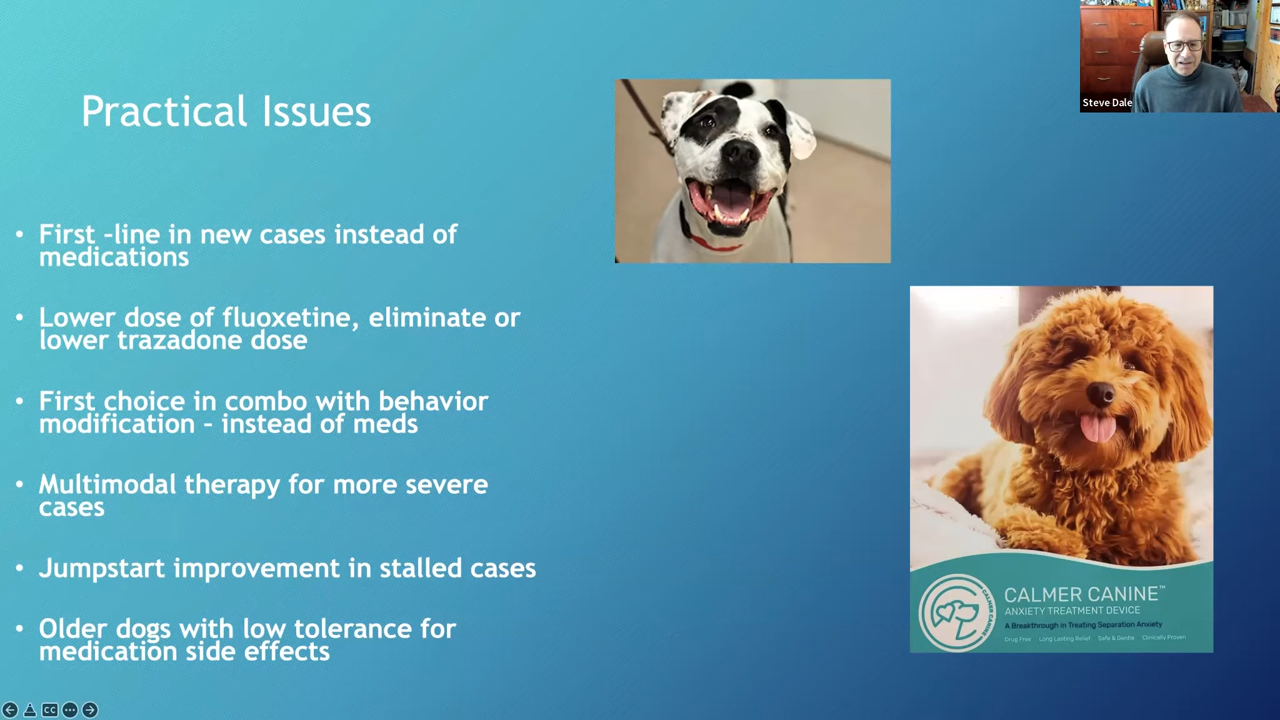 Steve Dale
Practical Issues
• First -line in new cases instead of
medications
• Lower dose of fluoxetine, eliminate or
lower trazadone dose
• First choice in combo with behavior
modification - instead of meds
• Multimodal therapy for more severe
cases
• Jumpstart improvement in stalled cases
• Older dogs with low tolerance for
medication side effects
CALMER CANINE™
ANXIETY TREATMENT DEVICE
A Breakthrough in Treating Separation Anxiety
Drug Free Long Lasting Relief Safe & Gentle Clinically Proven
CALMER CANINE
CC